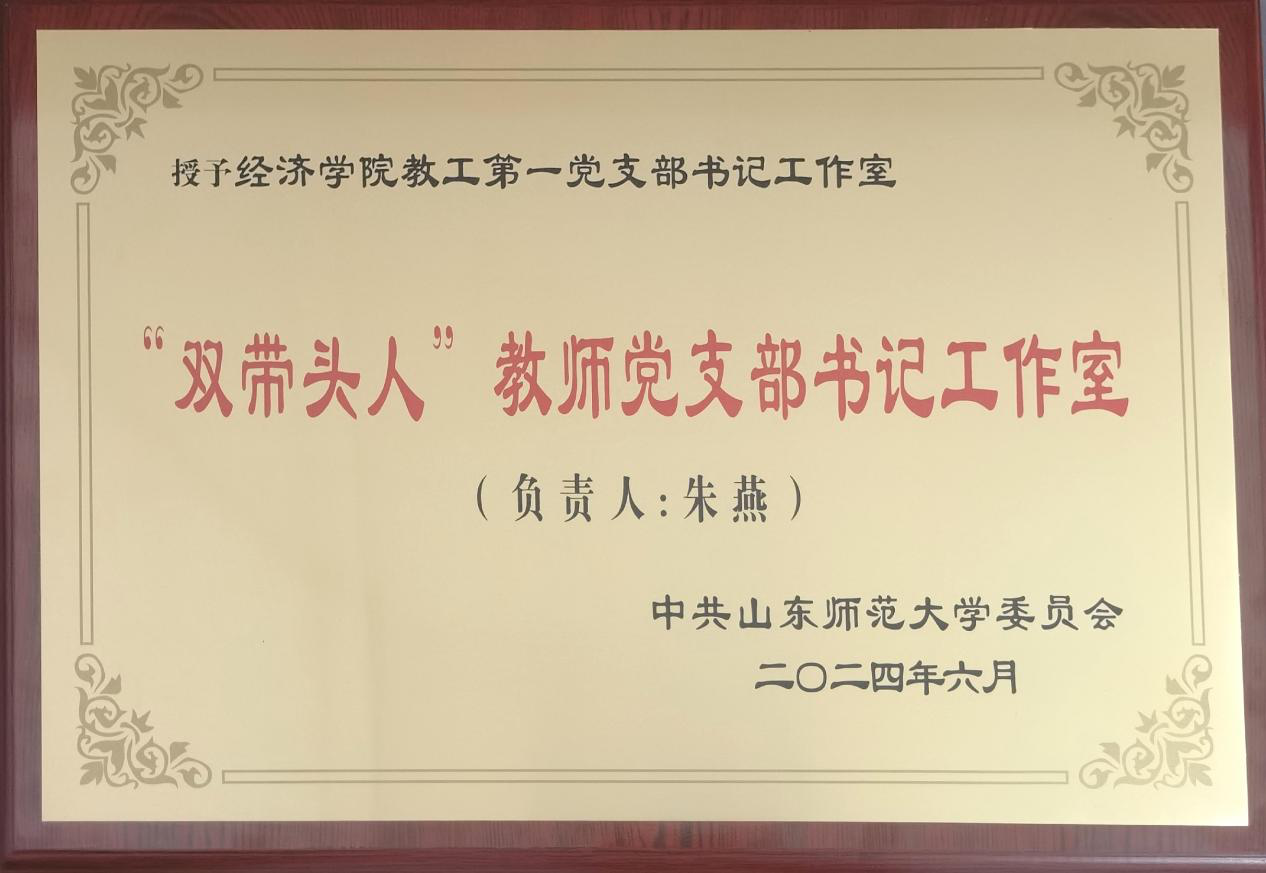 授予经济学院教工第一党支部书记工作室
“双带头人”教师党支部书记工作室
（负责人:朱燕）
中共山东师范大学委员会
二〇二四年六月